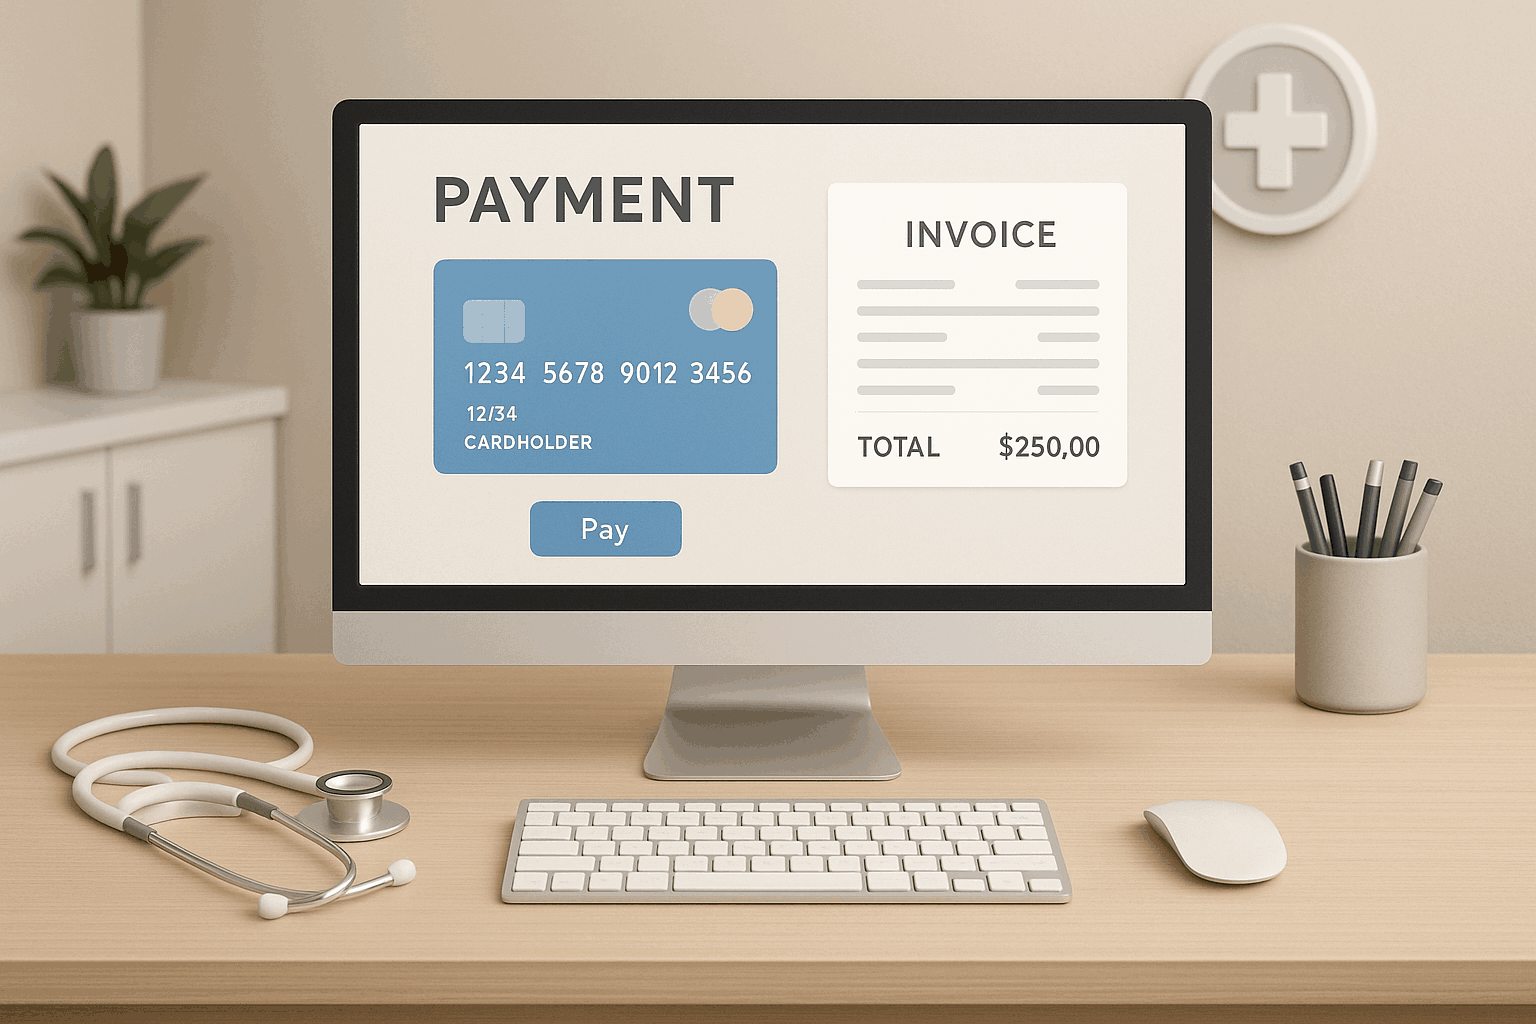 PAYMENT
1234 5678 9012 3456
12/34
CARDHOLDER
Pay
INVOICE
TOTAL $250,00